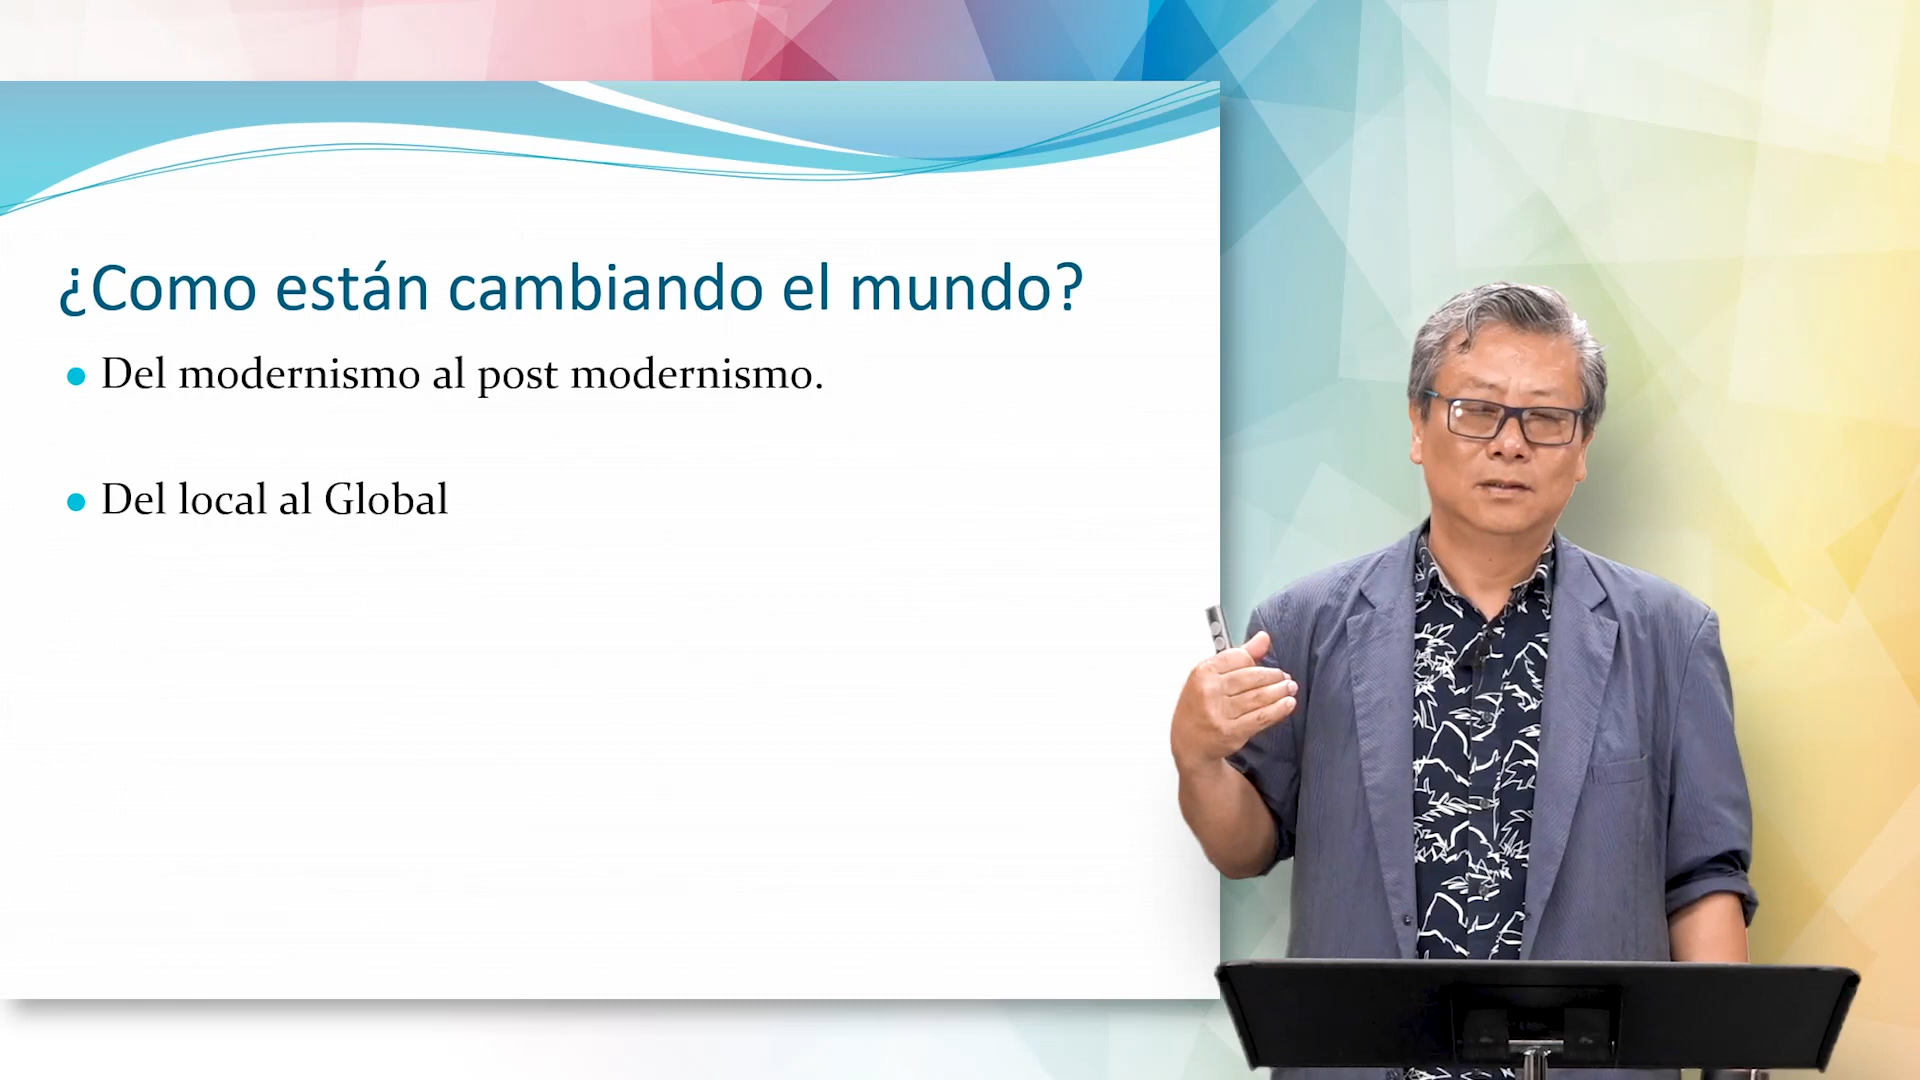 ¿Como están cambiando el mundo?
Del modernismo al post modernismo.
Del local al Global